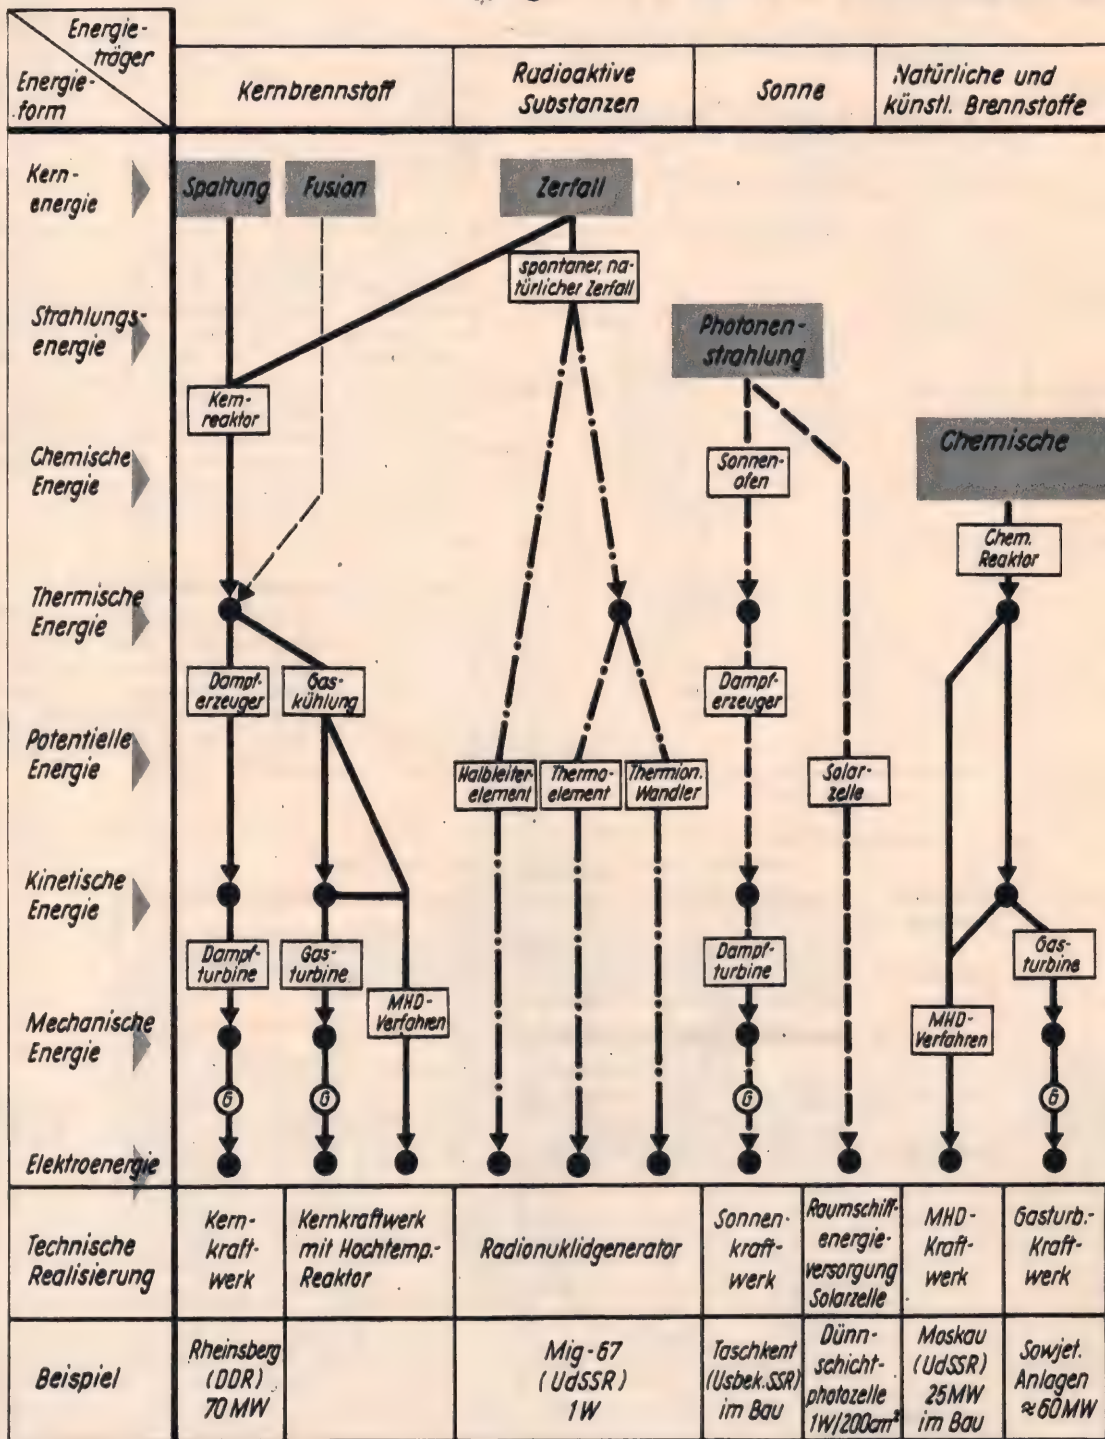 Energie-
träger
Energie-
form
Kernbrennstoff
Radioaktive
Substanzen
Sonne
Natürliche und
künstl. Brennstoffe
Kern-
energie
Spaltung
Fusion
Zerfall
spontaner, na-
türlicher Zerfall
Strahlungs-
energie
Photonen-
strahlung
Kern-
reaktor
Chemische
Energie
Sonnen-
ofen
Chemische
Chem.
Reaktor
Thermische
Energie
Dampf-
erzeuger
Gas-
kühlung
Dampf-
erzeuger
Potentielle
Energie
Halbleiter-
element
Thermo-
element
Thermion.
Wandler
Solar-
zelle
Kinetische
Energie
Dampf-
turbine
Gas-
turbine
Dampf-
turbine
Gas-
turbine
Mechanische
Energie
MHD-
Verfahren
MHD-
Verfahren
G
G
G
G
Elektroenergie
Technische
Realisierung
Kern-
kraft-
werk
Kernkraftwerk
mit Hochtemp.-
Reaktor
Radionuklidgenerator
Sonnen-
kraft-
werk
Raumschiff-
energie-
versorgung
Solarzelle
MHD-
Kraft-
werk
Gasturb.-
Kraft-
werk
Beispiel
Rheinsberg
(DDR)
70 MW
Mig-67
(UdSSR)
1W
Taschkent
(Usbek.SSR)
im Bau
Dünn-
schicht-
photozelle
1W/200cm²
Moskau
(UdSSR)
25MW
im Bau
Sowjet.
Anlagen
≈60MW